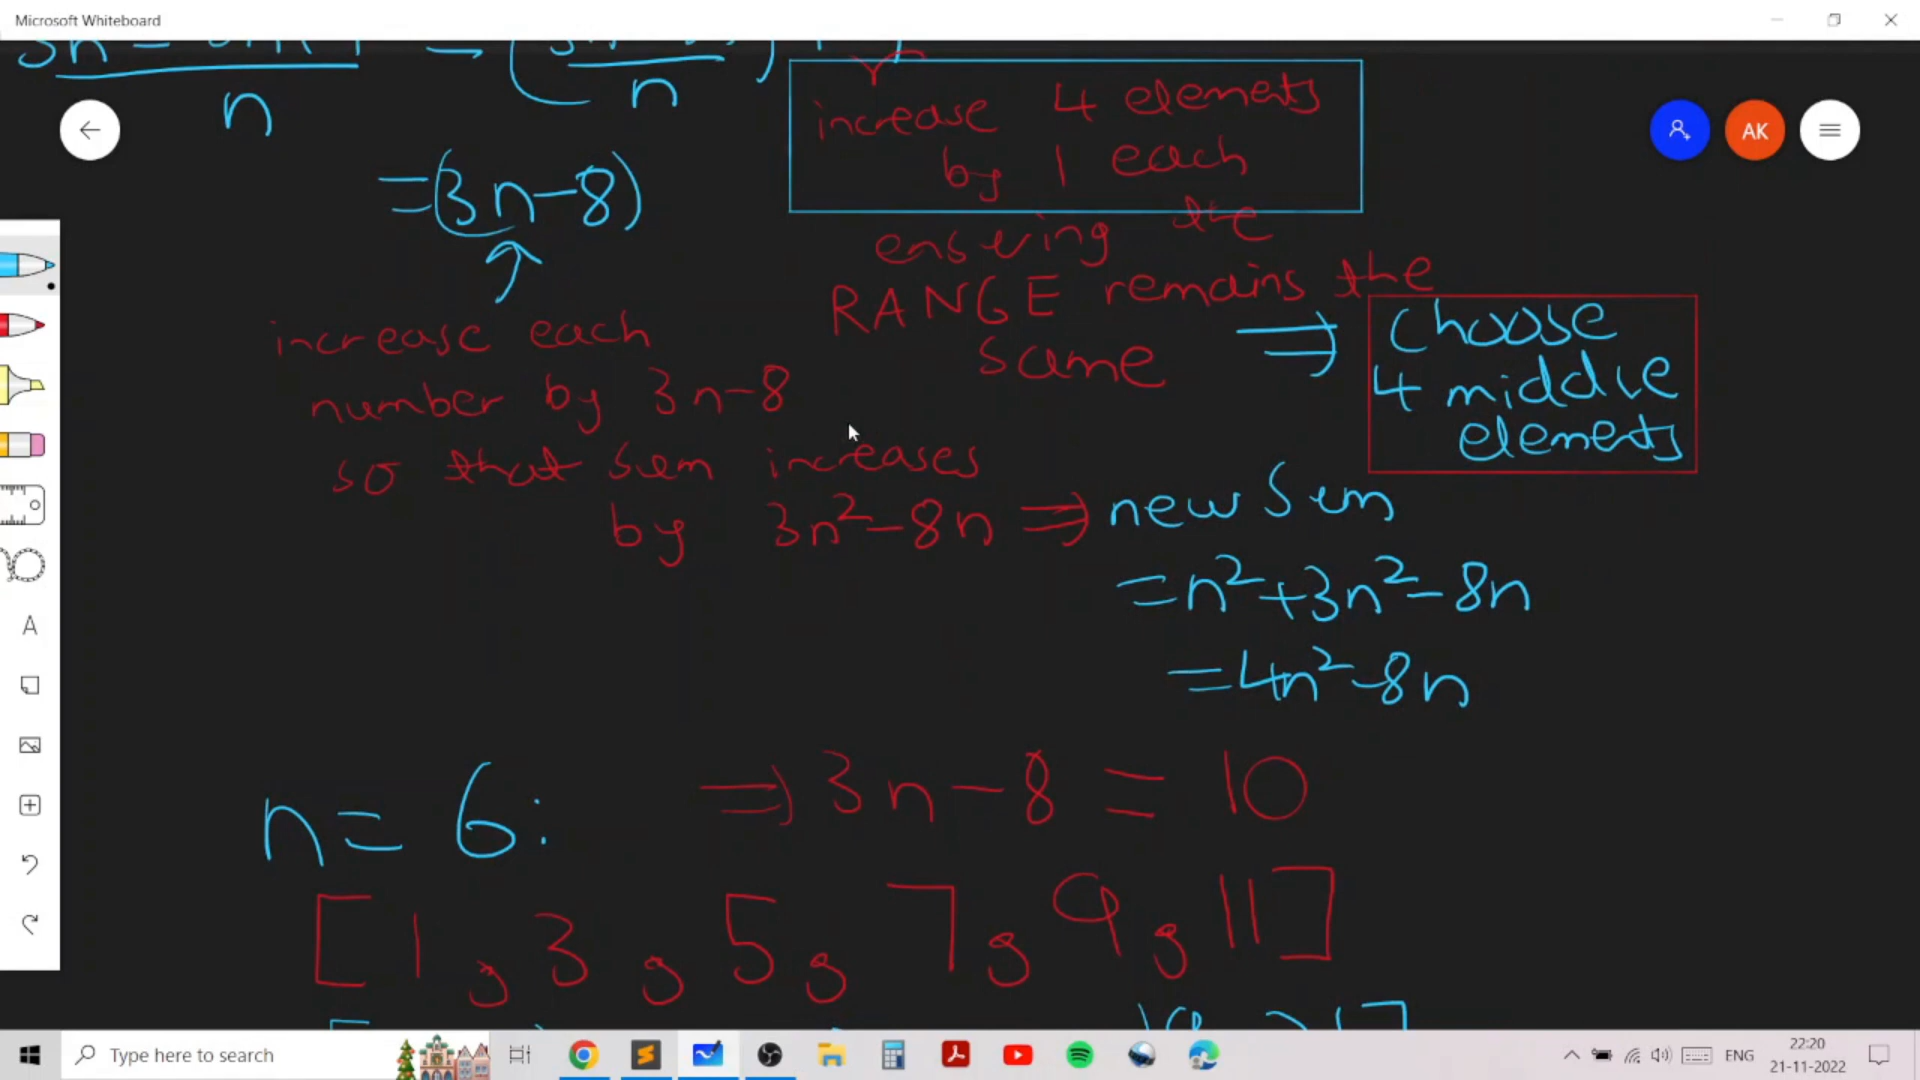 Microsoft Whiteboard
n
n
=(3n-8)
increase 4 elements
by 1 each
ensuring the
RANGE remains the
same
⇒ choose
4 middle
elements
increase each
number by 3n-8
so that sum increases
by 3n²-8n ⇒ new Sum
=n²+3n²-8n
=4n²-8n
n= 6: ⇒ 3n-8 = 10
[1, 3, 5, 7, 9, 11]
AK
A
Type here to search
ENG
22:20
21-11-2022